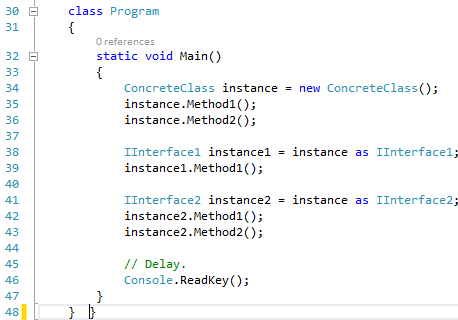 30 class Program
31 {
0 references
32 static void Main()
33 {
34 ConcreteClass instance = new ConcreteClass();
35 instance.Method1();
36 instance.Method2();
37
38 IInterface1 instance1 = instance as IInterface1;
39 instance1.Method1();
40
41 IInterface2 instance2 = instance as IInterface2;
42 instance2.Method1();
43 instance2.Method2();
44
45 // Delay.
46 Console.ReadKey();
47 }
48 } }